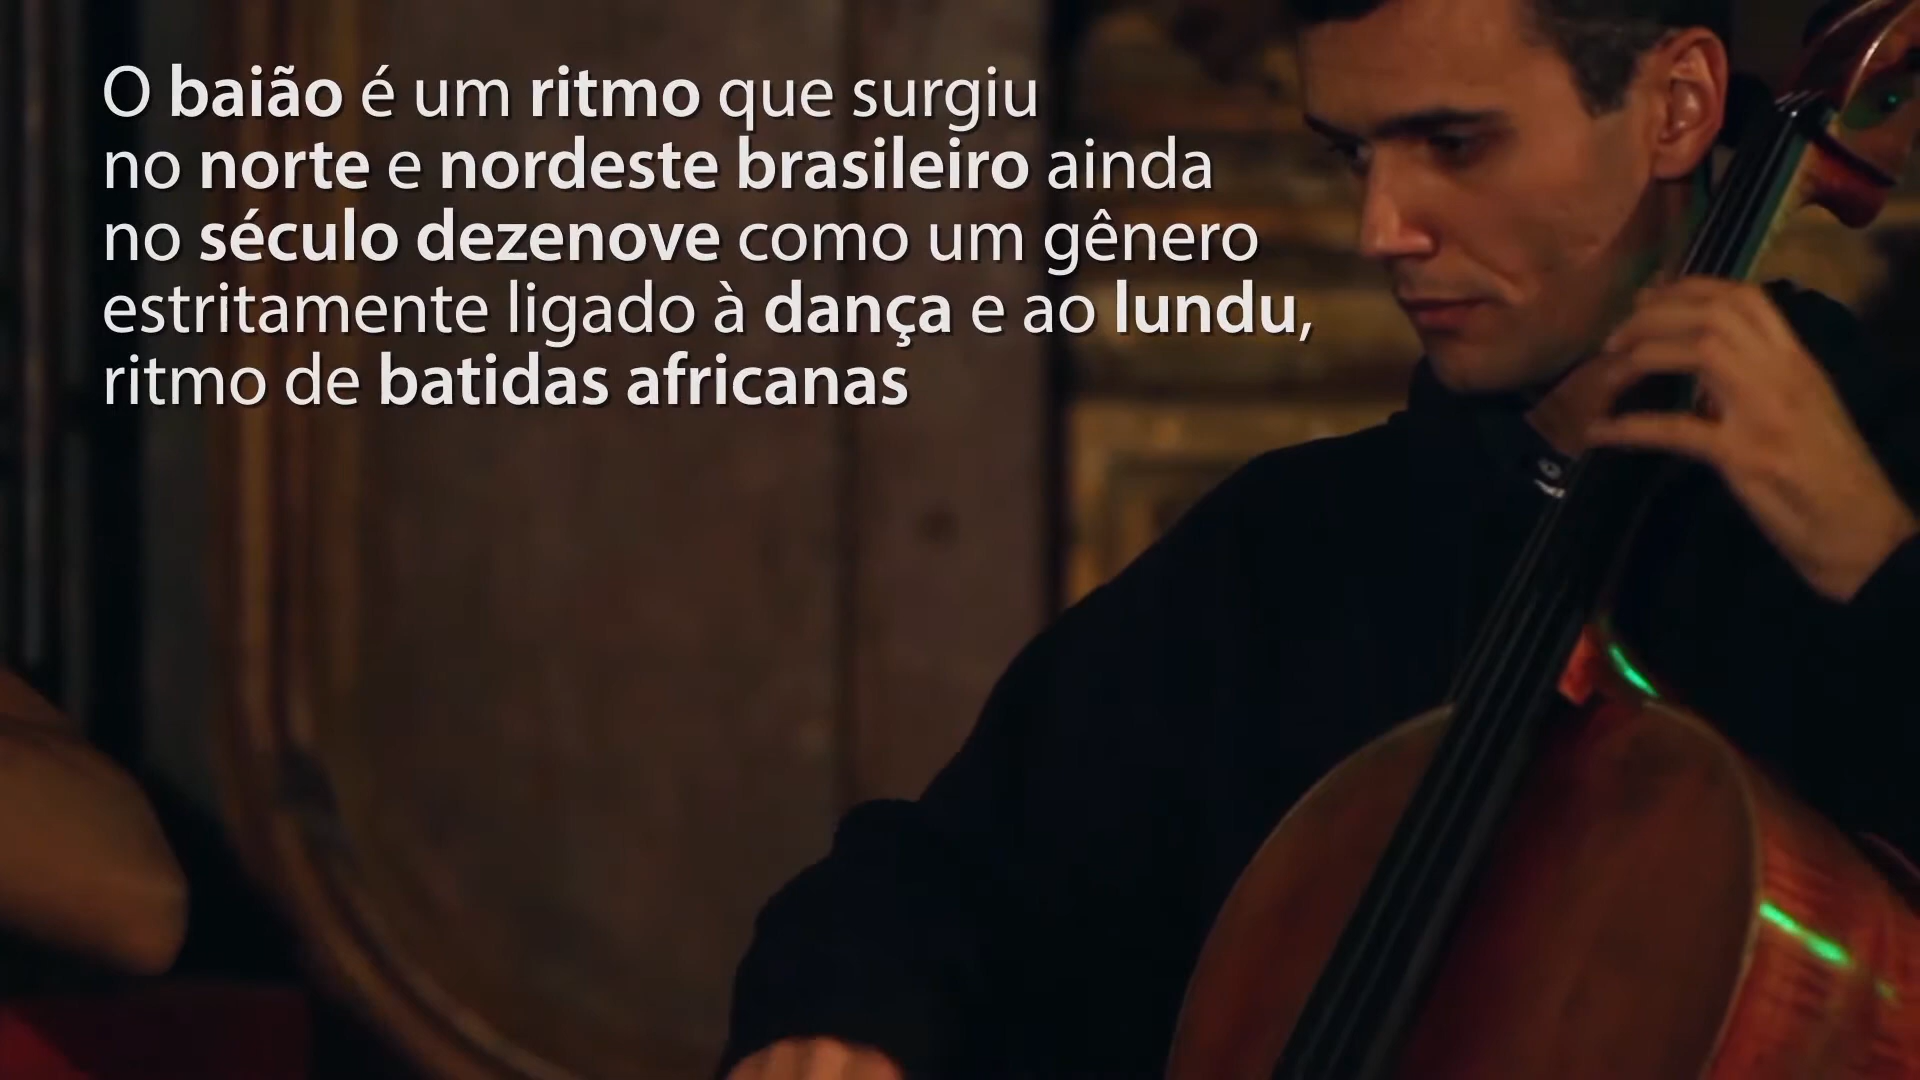 O baião é um ritmo que surgiu
no norte e nordeste brasileiro ainda
no século dezenove como um gênero
estritamente ligado à dança e ao lundu,
ritmo de batidas africanas